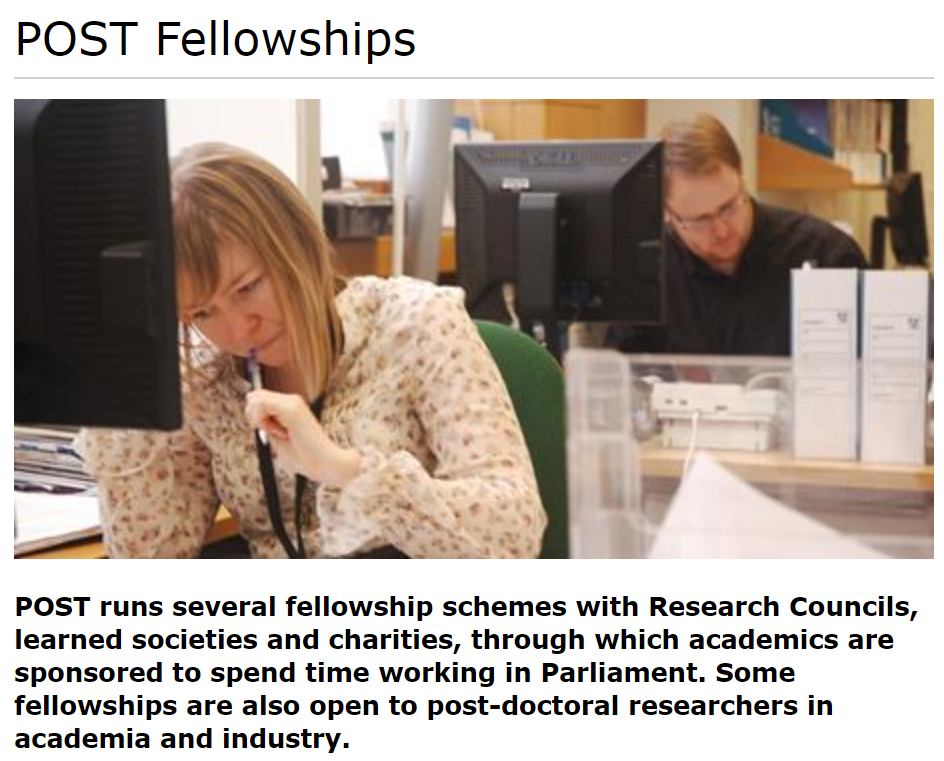 POST Fellowships
POST runs several fellowship schemes with Research Councils,
learned societies and charities, through which academics are
sponsored to spend time working in Parliament. Some
fellowships are also open to post-doctoral researchers in
academia and industry.